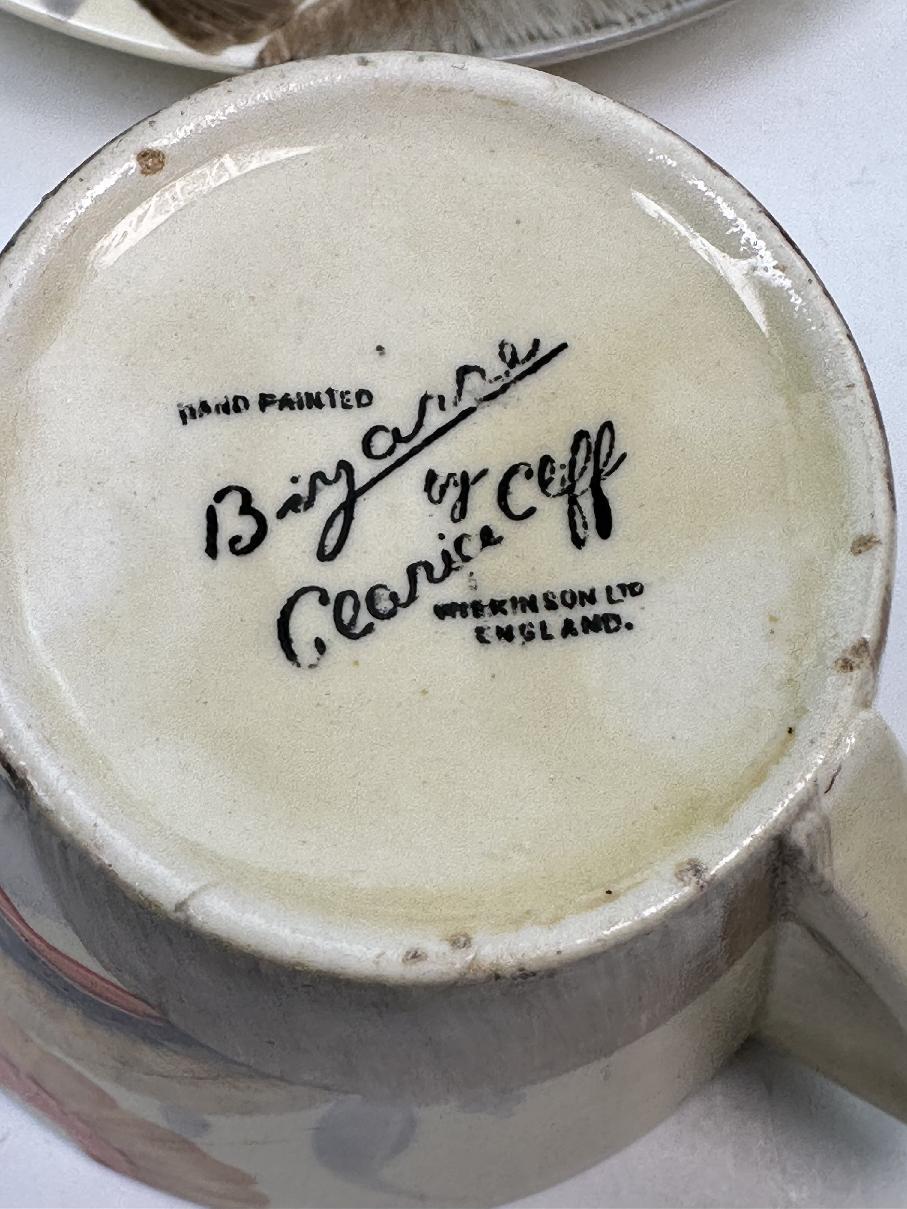 HAND PAINTED
Bizarre
by
Clarice Cliff
WILKINSON LTD
ENGLAND.